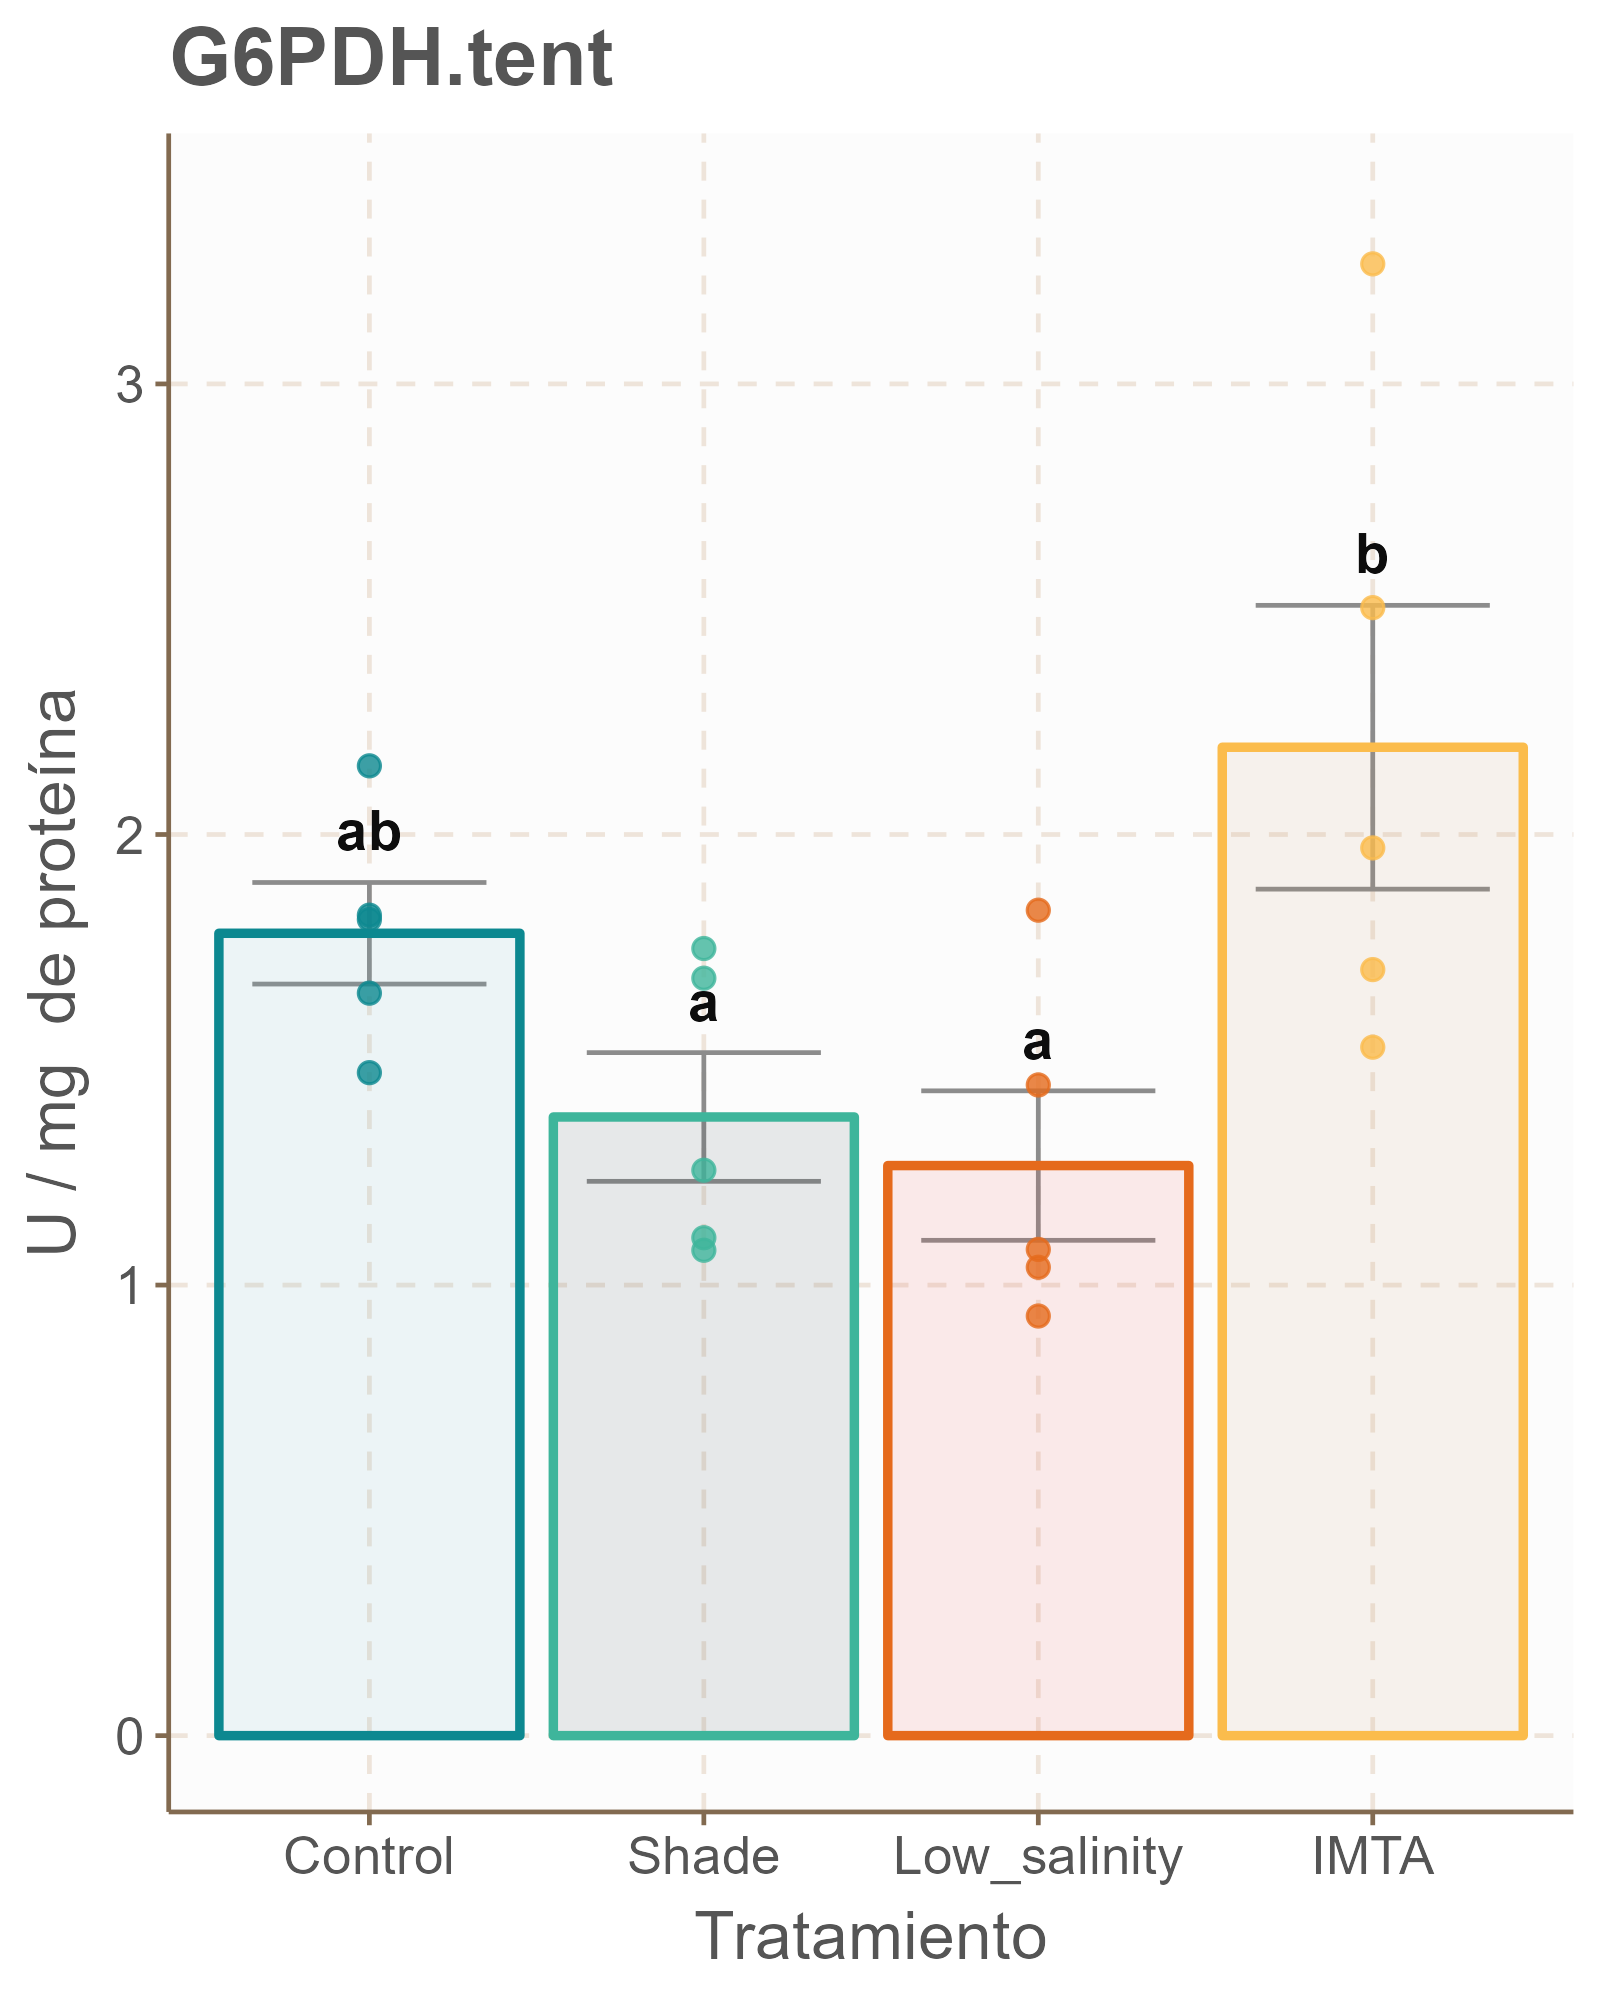 G6PDH.tent
U / mg  de proteína
3
2
1
0
ab
a
a
b
Control
Shade
Low_salinity
IMTA
Tratamiento